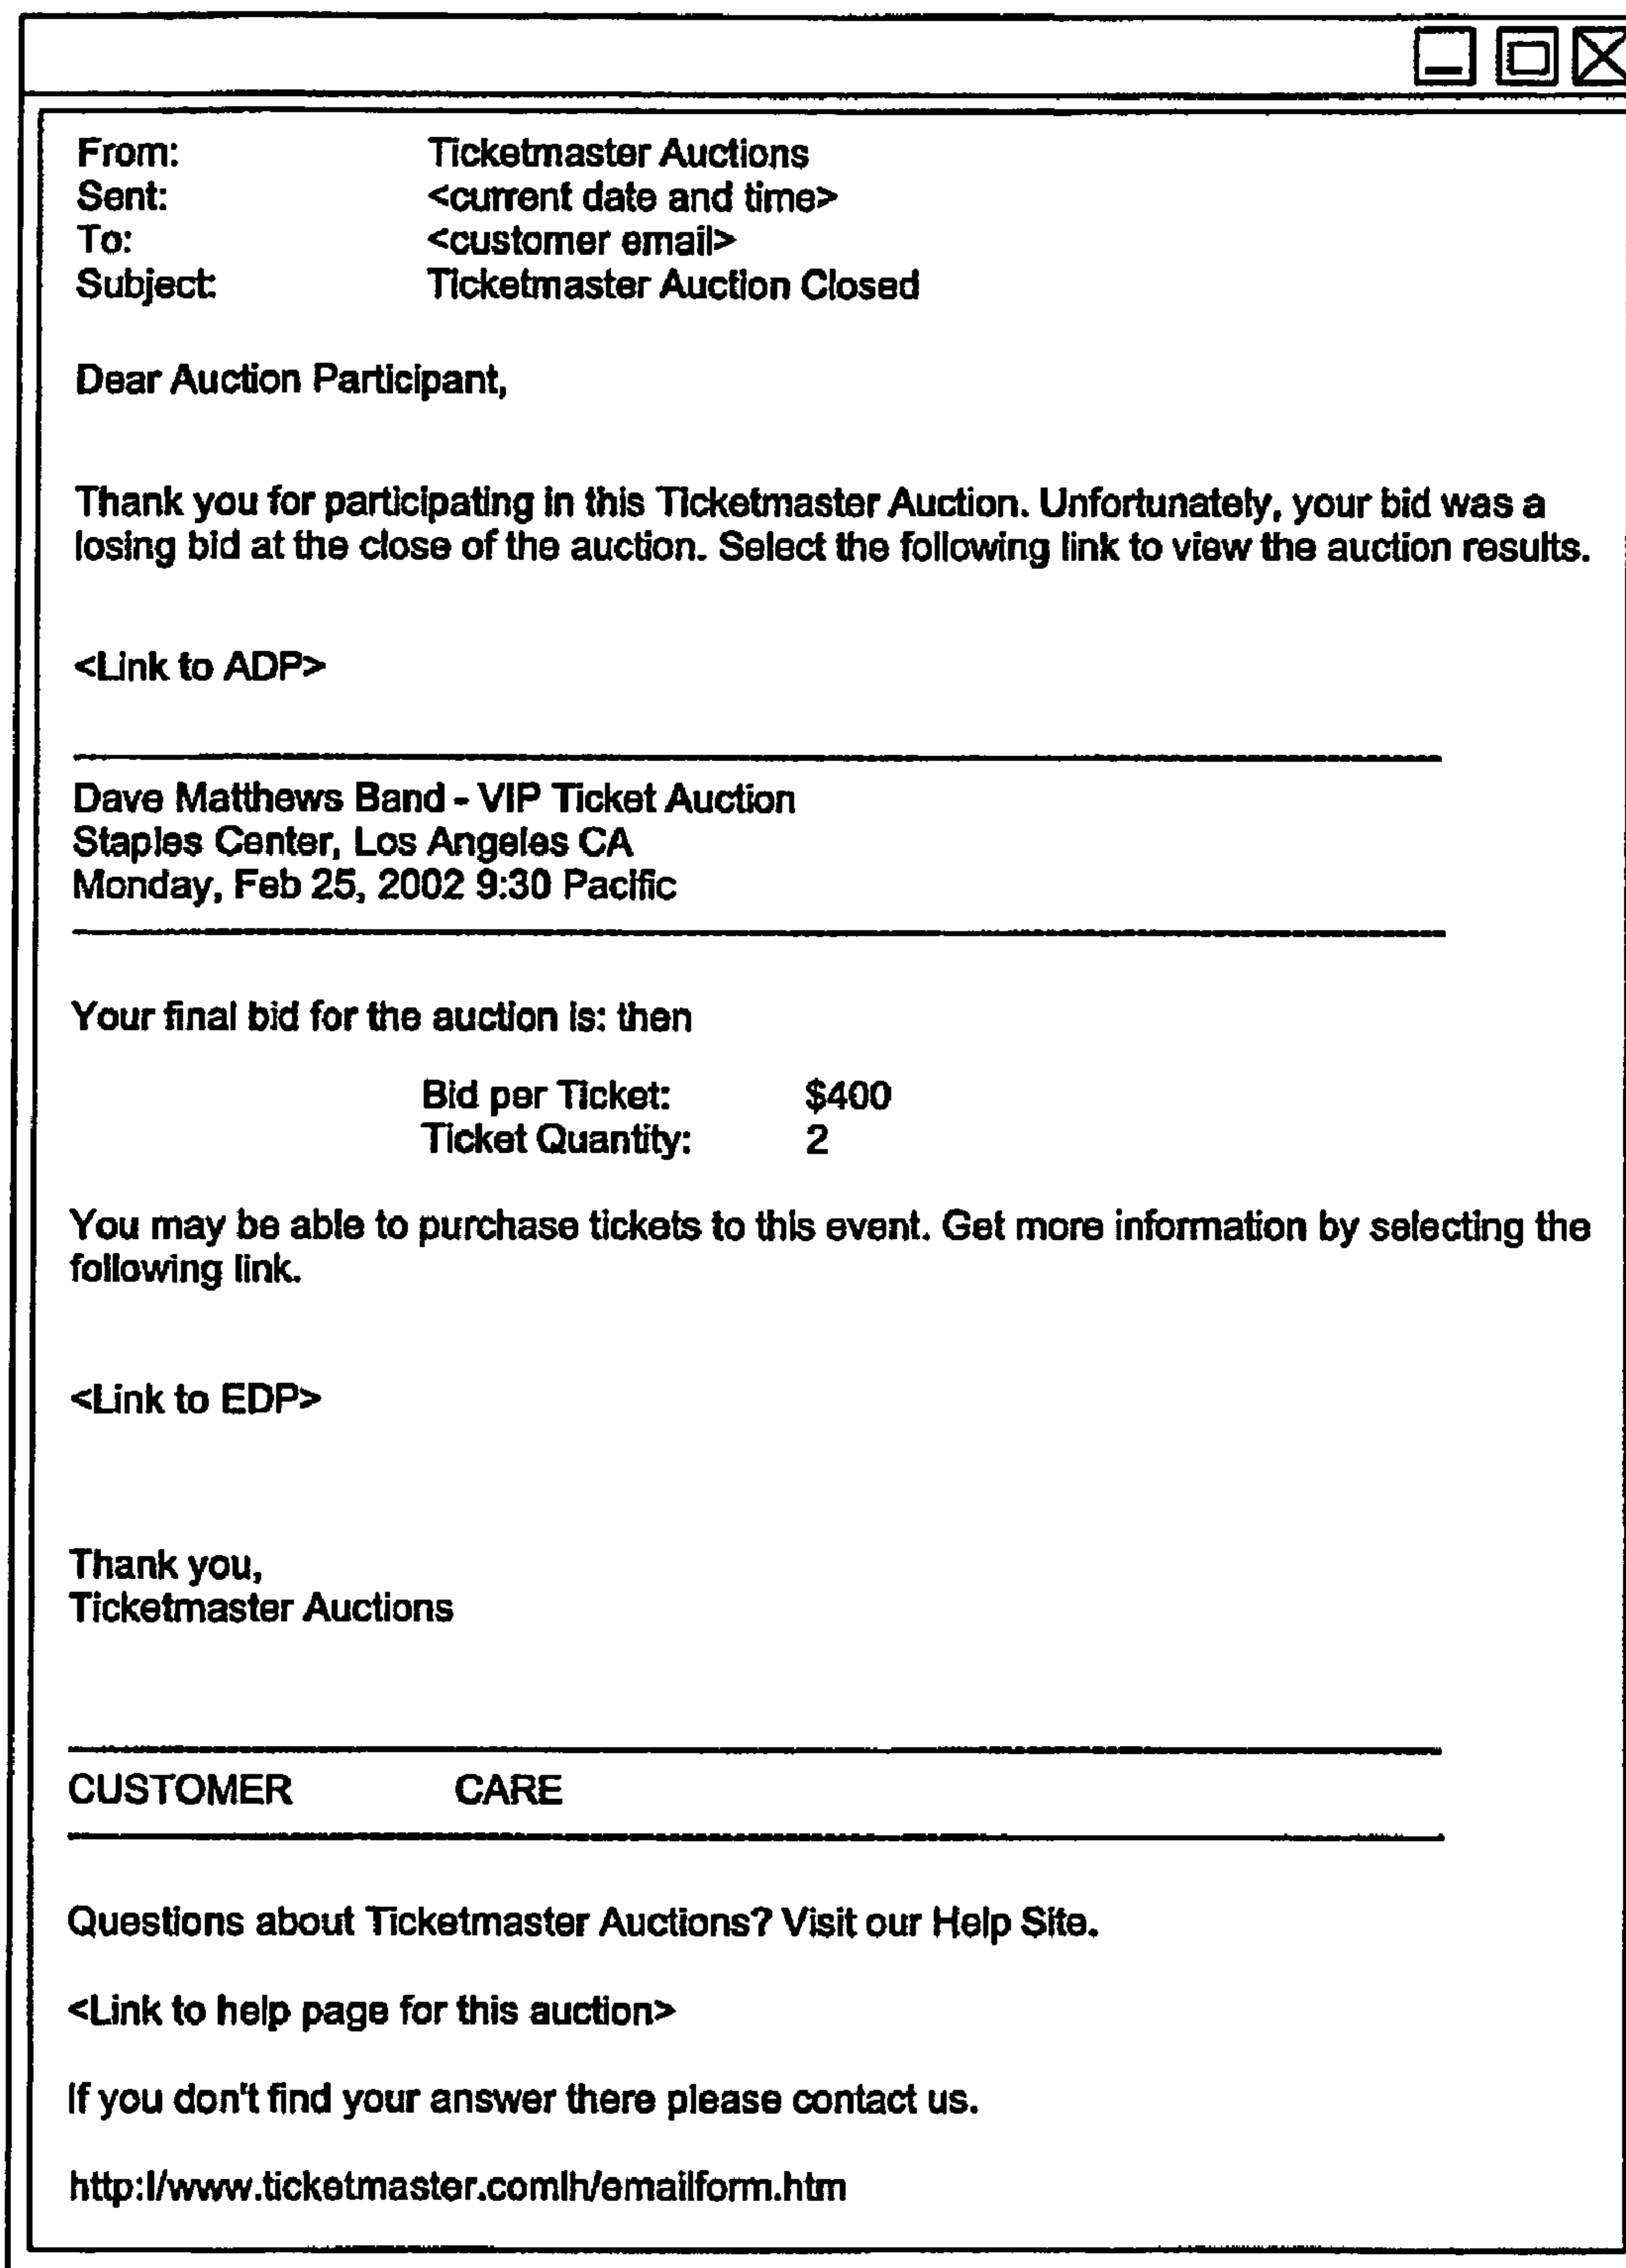 From: Ticketmaster Auctions
Sent: <current date and time>
To: <customer email>
Subject: Ticketmaster Auction Closed
Dear Auction Participant,
Thank you for participating in this Ticketmaster Auction. Unfortunately, your bid was a
losing bid at the close of the auction. Select the following link to view the auction results.
<Link to ADP>
Dave Matthews Band - VIP Ticket Auction
Staples Center, Los Angeles CA
Monday, Feb 25, 2002 9:30 Pacific
Your final bid for the auction is: then
Bid per Ticket: $400
Ticket Quantity: 2
You may be able to purchase tickets to this event. Get more information by selecting the
following link.
<Link to EDP>
Thank you,
Ticketmaster Auctions
CUSTOMER CARE
Questions about Ticketmaster Auctions? Visit our Help Site.
<Link to help page for this auction>
If you don't find your answer there please contact us.
http:l/www.ticketmaster.comlh/emailform.htm